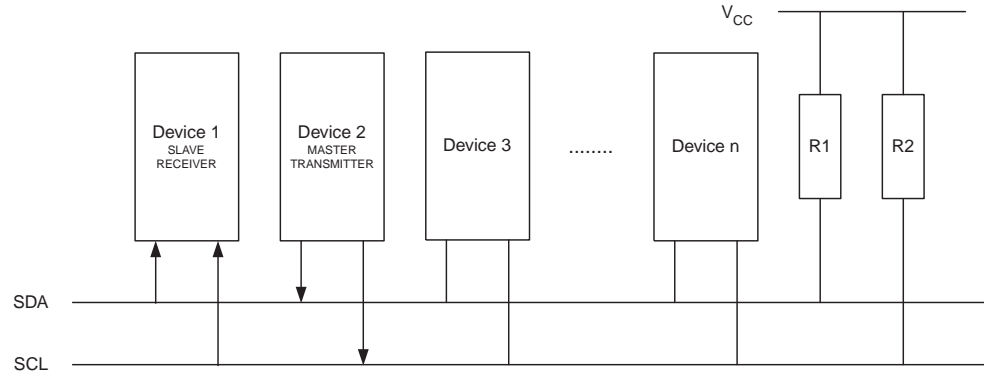 VCC
Device 1
SLAVE
RECEIVER
Device 2
MASTER
TRANSMITTER
Device 3
........
Device n
R1
R2
SDA
SCL